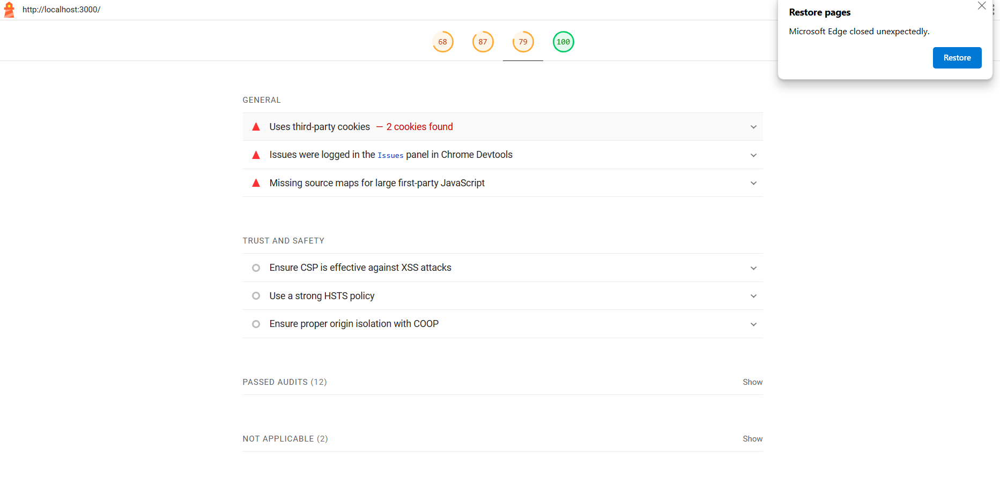 http://localhost:3000/
Restore pages
Microsoft Edge closed unexpectedly.
Restore
68
87
79
100
GENERAL
Uses third-party cookies — 2 cookies found
Issues were logged in the Issues panel in Chrome Devtools
Missing source maps for large first-party JavaScript
TRUST AND SAFETY
Ensure CSP is effective against XSS attacks
Use a strong HSTS policy
Ensure proper origin isolation with COOP
PASSED AUDITS (12)
Show
NOT APPLICABLE (2)
Show